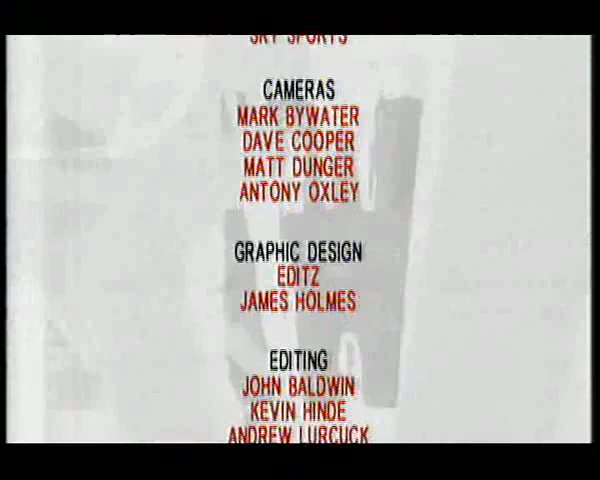 SKY SPORTS
CAMERAS
MARK BYWATER
DAVE COOPER
MATT DUNGER
ANTONY OXLEY
GRAPHIC DESIGN
EDITZ
JAMES HOLMES
EDITING
JOHN BALDWIN
KEVIN HINDE
ANDREW LURCUCK